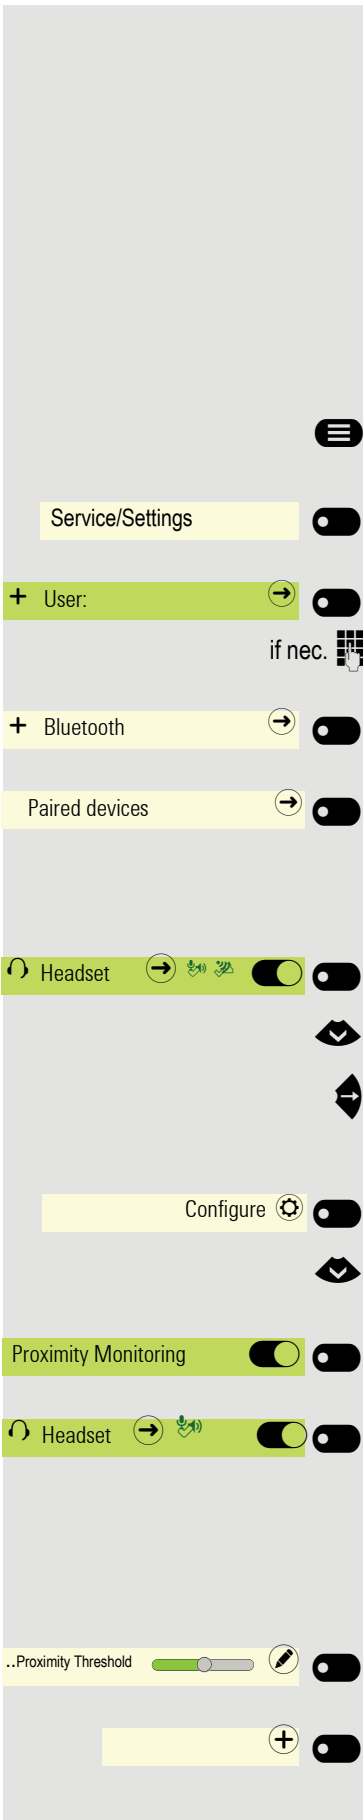 Service/Settings
+ User:
if nec.
+ Bluetooth
Paired devices
Headset
Configure
Proximity Monitoring
Headset
..Proximity Threshold